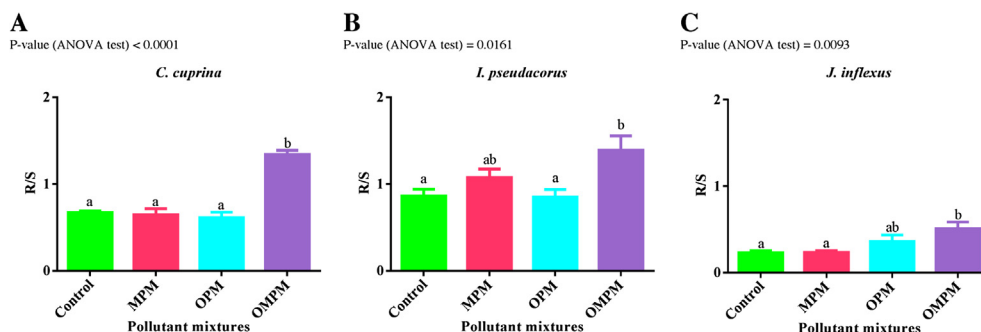 A
P-value (ANOVA test) < 0.0001
C. cuprina
2
1
0
R/S
a
a
a
b
Control
MPM
OPM
OMPM
Pollutant mixtures
B
P-value (ANOVA test) = 0.0161
I. pseudacorus
2
1
0
R/S
a
ab
a
b
Control
MPM
OPM
OMPM
Pollutant mixtures
C
P-value (ANOVA test) = 0.0093
J. inflexus
2
1
0
R/S
a
a
ab
b
Control
MPM
OPM
OMPM
Pollutant mixtures